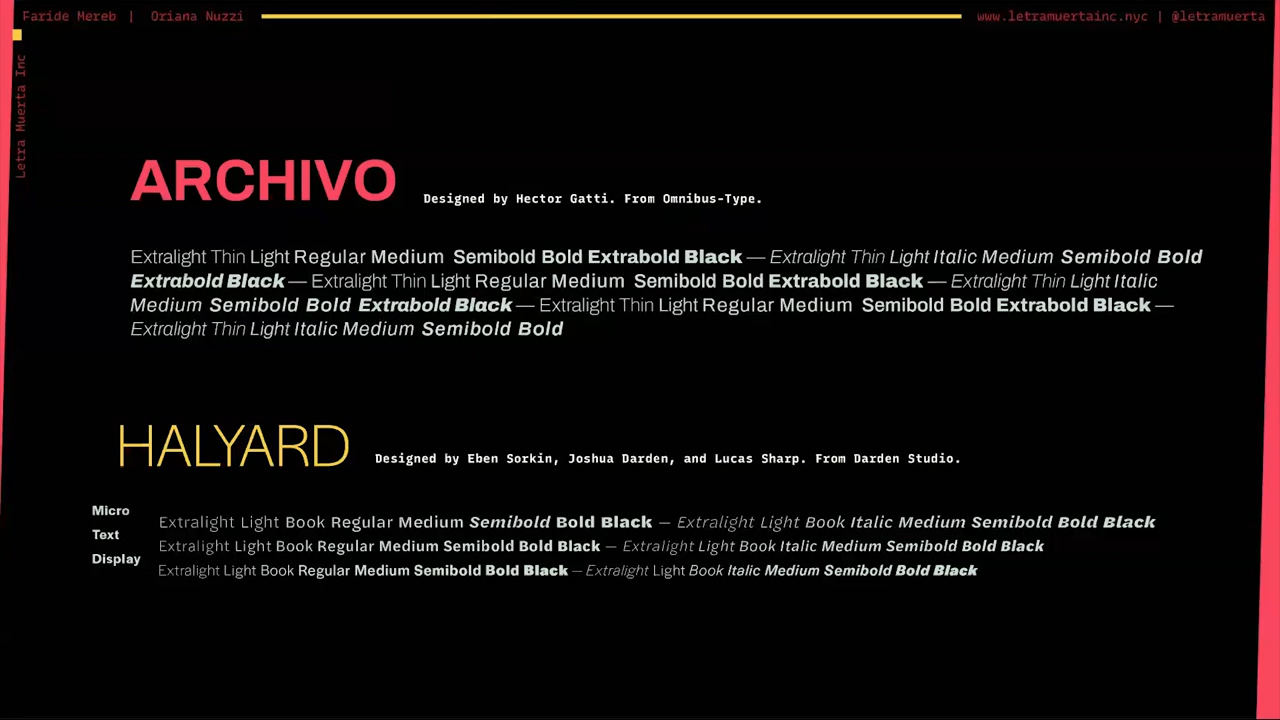 Faride Mereb | Oriana Nuzzi
www.letramuertainc.nyc | @letramuerta
Letra Muerta Inc
ARCHIVO
Designed by Hector Gatti. From Omnibus-Type.
Extralight Thin Light Regular Medium Semibold Bold Extrabold Black — Extralight Thin Light Italic Medium Semibold Bold
Extrabold Black — Extralight Thin Light Regular Medium Semibold Bold Extrabold Black — Extralight Thin Light Italic
Medium Semibold Bold Extrabold Black — Extralight Thin Light Regular Medium Semibold Bold Extrabold Black —
Extralight Thin Light Italic Medium Semibold Bold
HALYARD
Designed by Eben Sorkin, Joshua Darden, and Lucas Sharp. From Darden Studio.
Micro
Text
Display
Extralight Light Book Regular Medium Semibold Bold Black — Extralight Light Book Italic Medium Semibold Bold Black
Extralight Light Book Regular Medium Semibold Bold Black — Extralight Light Book Italic Medium Semibold Bold Black
Extralight Light Book Regular Medium Semibold Bold Black — Extralight Light Book Italic Medium Semibold Bold Black